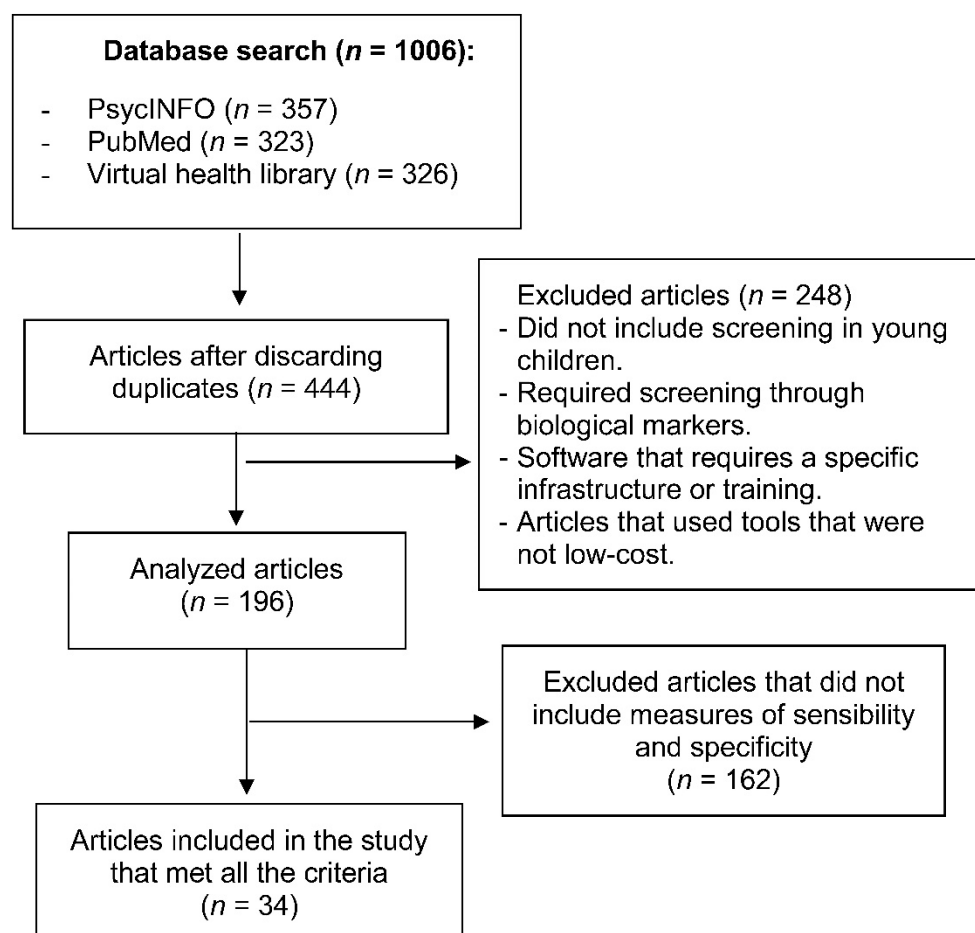 Database search (n = 1006):
- PsycINFO (n = 357)
- PubMed (n = 323)
- Virtual health library (n = 326)
Articles after discarding
duplicates (n = 444)
Excluded articles (n = 248)
- Did not include screening in young
children.
- Required screening through
biological markers.
- Software that requires a specific
infrastructure or training.
- Articles that used tools that were
not low-cost.
Analyzed articles
(n = 196)
Excluded articles that did not
include measures of sensibility
and specificity
(n = 162)
Articles included in the study
that met all the criteria
(n = 34)